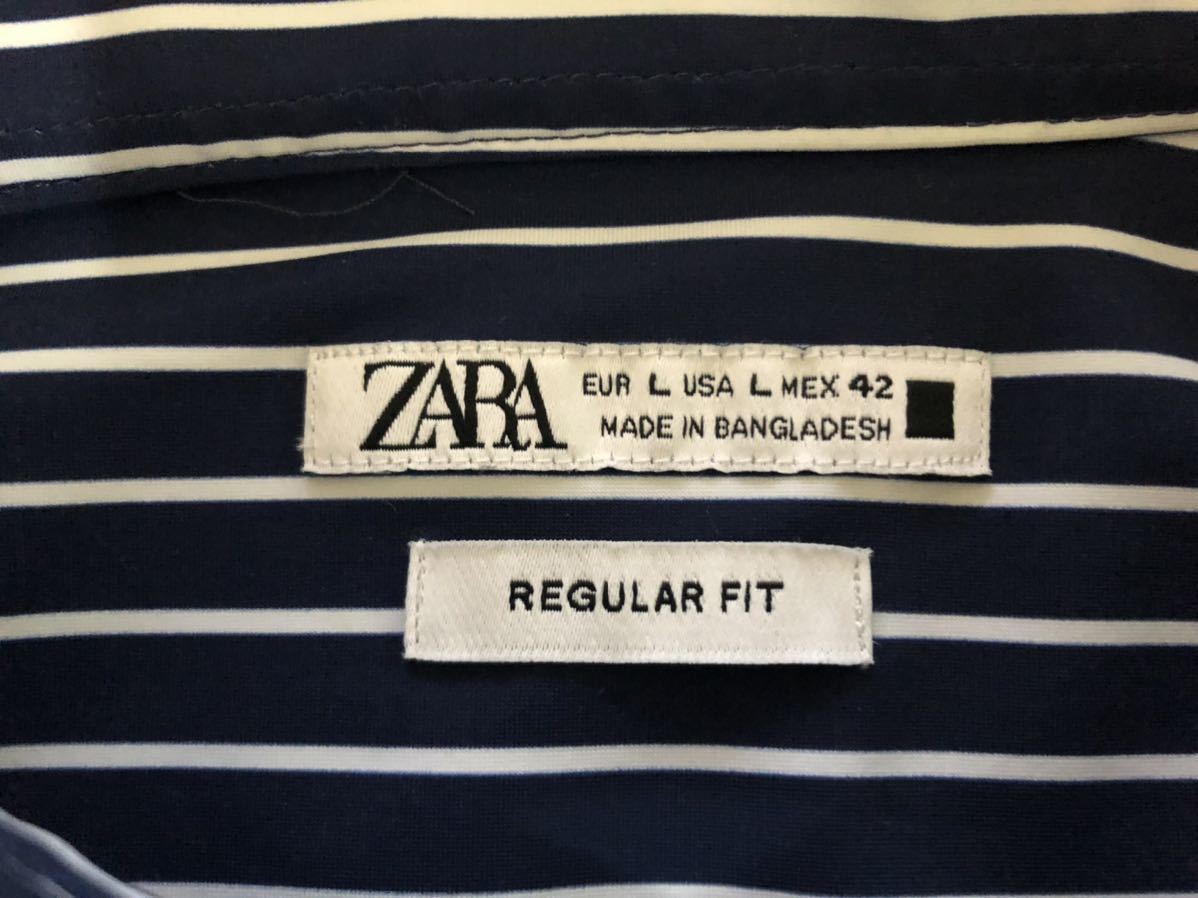 ZARA
EUR L USA L MEX 42
MADE IN BANGLADESH
REGULAR FIT